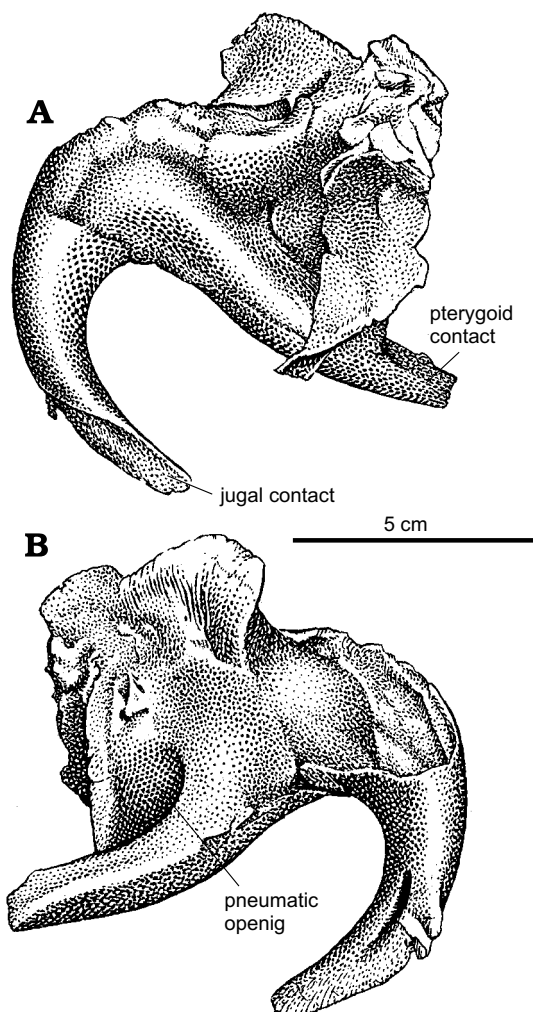 A
pterygoid
contact
jugal contact
5 cm
B
pneumatic
openig